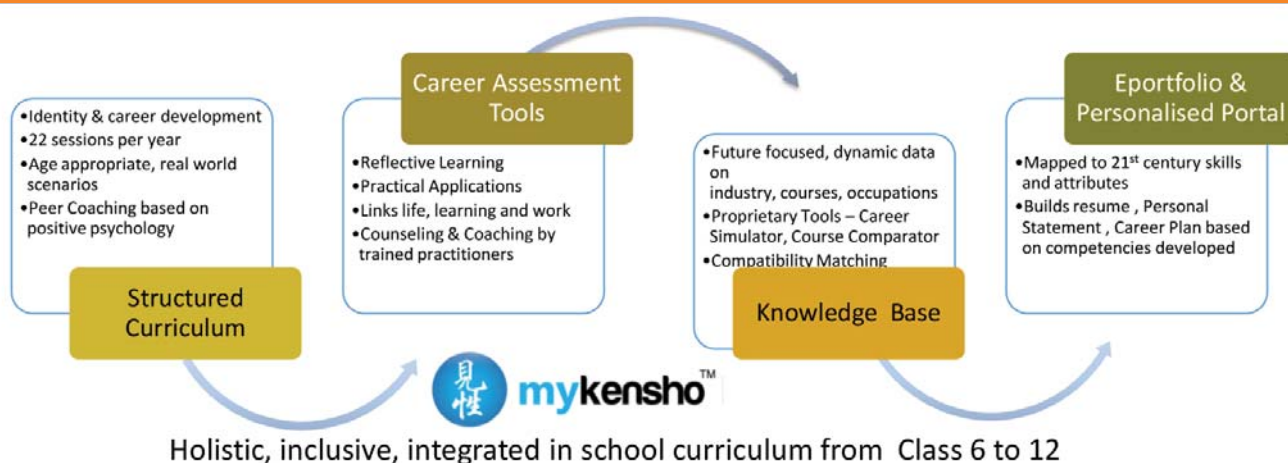 •Identity & career development
•22 sessions per year
•Age appropriate, real world
scenarios
•Peer Coaching based on
positive psychology
Structured
Curriculum
Career Assessment
Tools
•Reflective Learning
•Practical Applications
•Links life, learning and work
•Counseling & Coaching by
trained practitioners
•Future focused, dynamic data
on
industry, courses, occupations
•Proprietary Tools – Career
Simulator, Course Comparator
•Compatibility Matching
Knowledge Base
Eportfolio &
Personalised Portal
•Mapped to 21st century skills
and attributes
•Builds resume , Personal
Statement , Career Plan based
on competencies developed
見性
mykensho™
Holistic, inclusive, integrated in school curriculum from Class 6 to 12